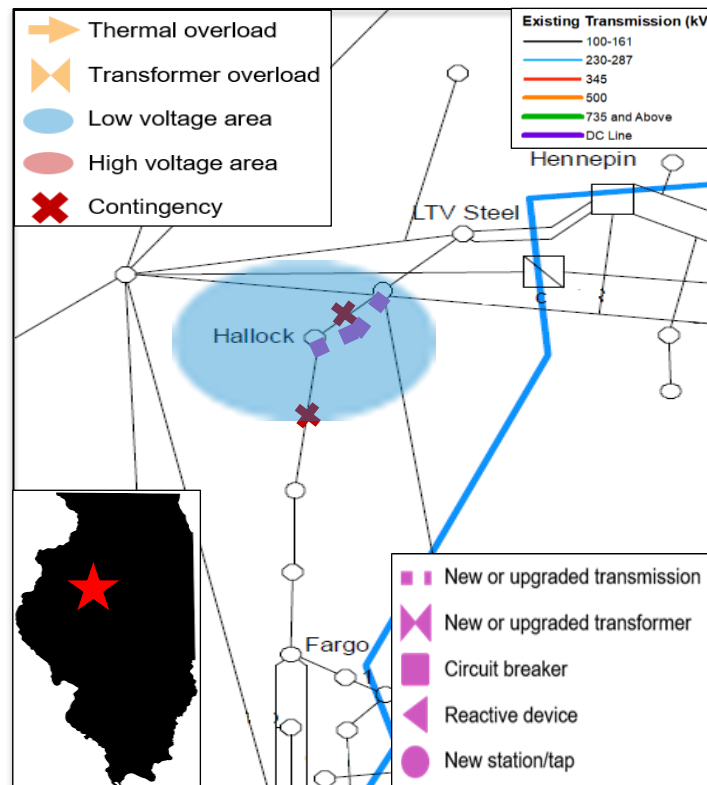 Thermal overload
Transformer overload
Low voltage area
High voltage area
Contingency
Existing Transmission (kV
100-161
230-287
345
500
735 and Above
DC Line
Hennepin
LTV Steel
C
Hallock
Fargo
1
New or upgraded transmission
New or upgraded transformer
Circuit breaker
Reactive device
New station/tap